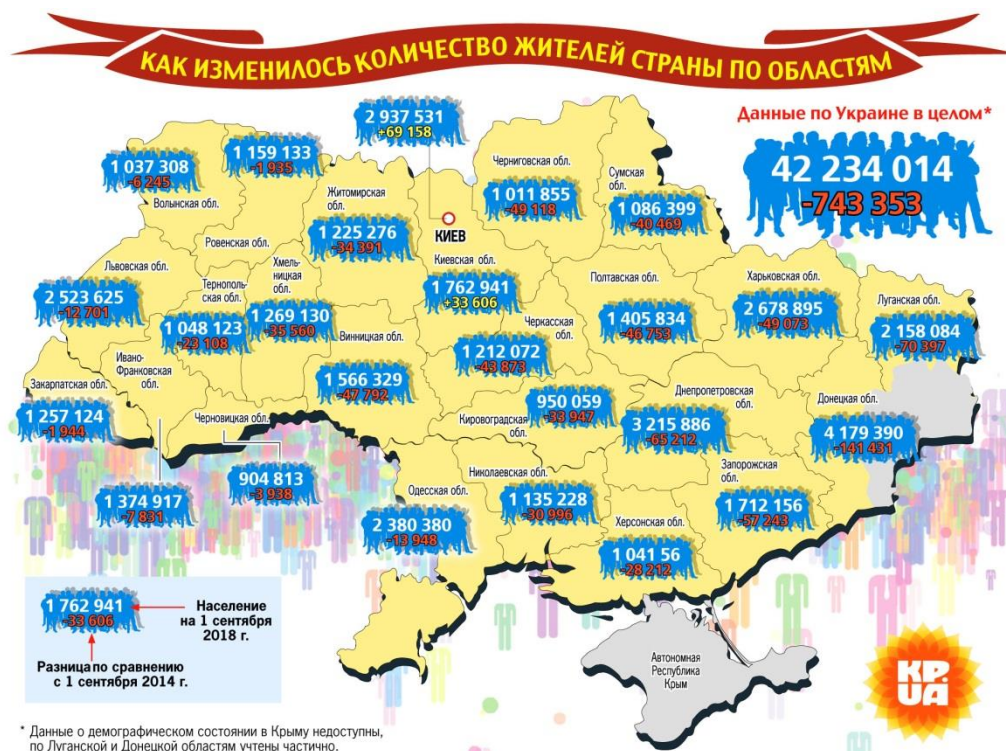 КАК ИЗМЕНИЛОСЬ КОЛИЧЕСТВО ЖИТЕЛЕЙ СТРАНЫ ПО ОБЛАСТЯМ
Данные по Украине в целом*
42 234 014
-743 353
2 937 531
+69 158
КИЕВ
1 037 308
-6 245
Волынская обл.
1 159 133
-1 935
Ровенская обл.
Житомирская
обл.
1 225 276
-34 391
Киевская обл.
1 762 941
+33 606
Черниговская обл.
1 011 855
-49 118
Сумская
обл.
1 086 399
-40 469
Львовская обл.
2 523 625
-12 701
Тернополь-
ская обл.
1 048 123
-23 108
Хмель-
ницкая
обл.
1 269 130
-35 560
Винницкая обл.
1 566 329
-47 792
Черкасская
обл.
1 212 072
-43 873
Полтавская обл.
1 405 834
-46 753
Харьковская обл.
2 678 895
-49 073
Луганская обл.
2 158 084
-70 397
Закарпатская обл.
1 257 124
-1 944
Ивано-
Франковская
обл.
1 374 917
-7 831
Черновицкая обл.
904 813
-3 938
Кировоградская
обл.
950 059
-33 947
Днепропетровская
обл.
3 215 886
-65 212
Донецкая обл.
4 179 390
-141 431
Одесская обл.
2 380 380
-13 948
Николаевская обл.
1 135 228
-30 996
Херсонская обл.
1 041 56
-28 212
Запорожская
обл.
1 712 156
-57 243
Автономная
Республика
Крым
1 762 941
-33 606
Население
на 1 сентября
2018 г.
Разница по сравнению
с 1 сентября 2014 г.
KP.
UA
* Данные о демографическом состоянии в Крыму недоступны,
по Луганской и Донецкой областям учтены частично.